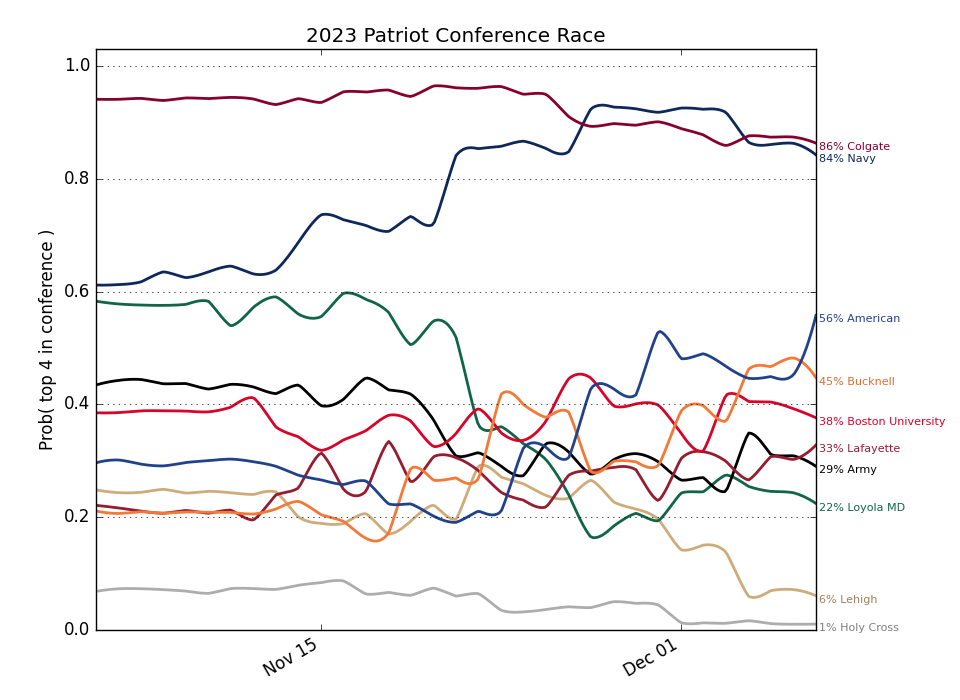 2023 Patriot Conference Race
Prob( top 4 in conference )
1.0
0.8
0.6
0.4
0.2
0.0
Nov 15
Dec 01
86% Colgate
84% Navy
56% American
45% Bucknell
38% Boston University
33% Lafayette
29% Army
22% Loyola MD
6% Lehigh
1% Holy Cross